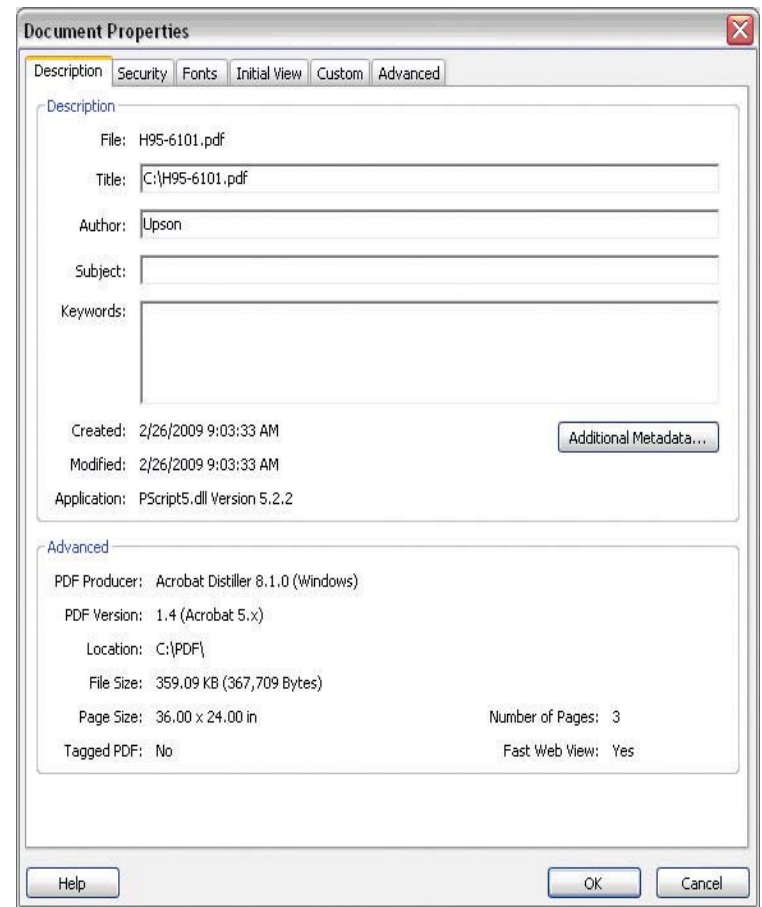 Document Properties
Description Security Fonts Initial View Custom Advanced
Description
File: H95-6101.pdf
Title: C:\H95-6101.pdf
Author: Upson
Subject:
Keywords:
Created: 2/26/2009 9:03:33 AM
Additional Metadata...
Modified: 2/26/2009 9:03:33 AM
Application: PScript5.dll Version 5.2.2
Advanced
PDF Producer: Acrobat Distiller 8.1.0 (Windows)
PDF Version: 1.4 (Acrobat 5.x)
Location: C:\PDF\
File Size: 359.09 KB (367,709 Bytes)
Page Size: 36.00 x 24.00 in Number of Pages: 3
Tagged PDF: No Fast Web View: Yes
Help OK Cancel